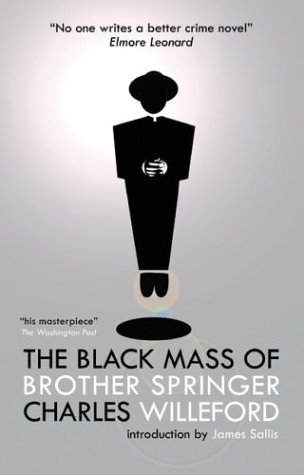 "No one writes a better crime novel"
Elmore Leonard
"his masterpiece"
The Washington Post
THE BLACK MASS OF
BROTHER SPRINGER
CHARLES WILLEFORD
introduction by James Sallis